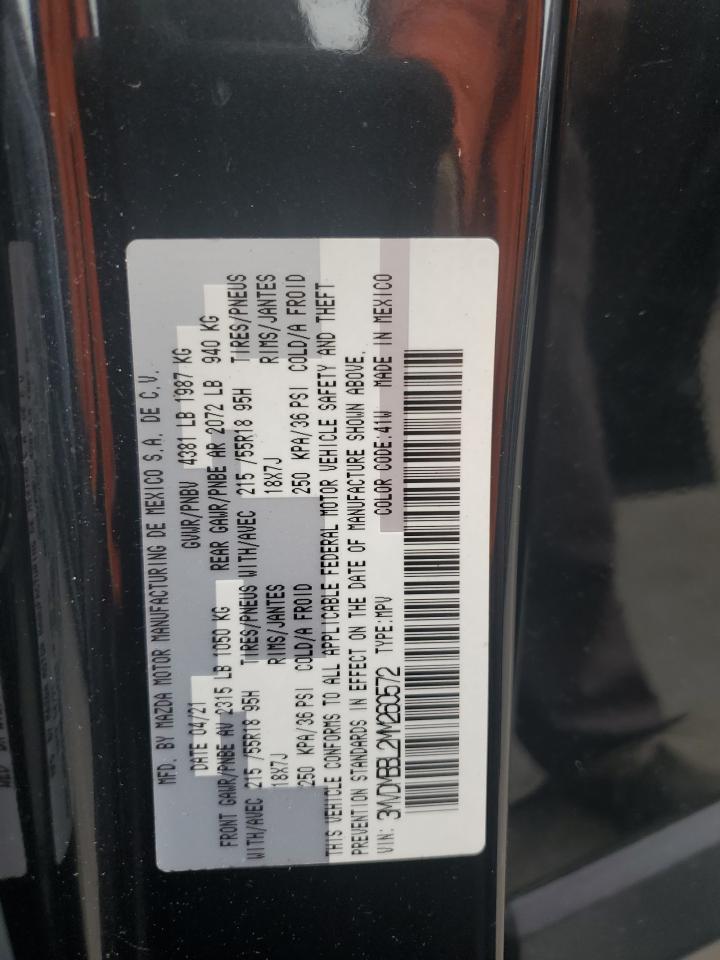 MFD. BY MAZDA MOTOR MANUFACTURING DE MEXICO S.A. DE C.V.
DATE 04/21 GVWR/PNBV 4381 LB 1987 KG
FRONT GAWR/PNBE AV 2315 LB 1050 KG REAR GAWR/PNBE AR 2072 LB 940 KG
WITH/AVEC 215 /55R18 95H TIRES/PNEUS WITH/AVEC 215 /55R18 95H TIRES/PNEUS
18X7J RIMS/JANTES 18X7J RIMS/JANTES
250 KPA/36 PSI COLD/A FROID 250 KPA/36 PSI COLD/A FROID
THIS VEHICLE CONFORMS TO ALL APPLICABLE FEDERAL MOTOR VEHICLE SAFETY AND THEFT
PREVENTION STANDARDS IN EFFECT ON THE DATE OF MANUFACTURE SHOWN ABOVE.
VIN: 3MVDMBBL2MM260572 TYPE:MPV COLOR CODE:41W MADE IN MEXICO